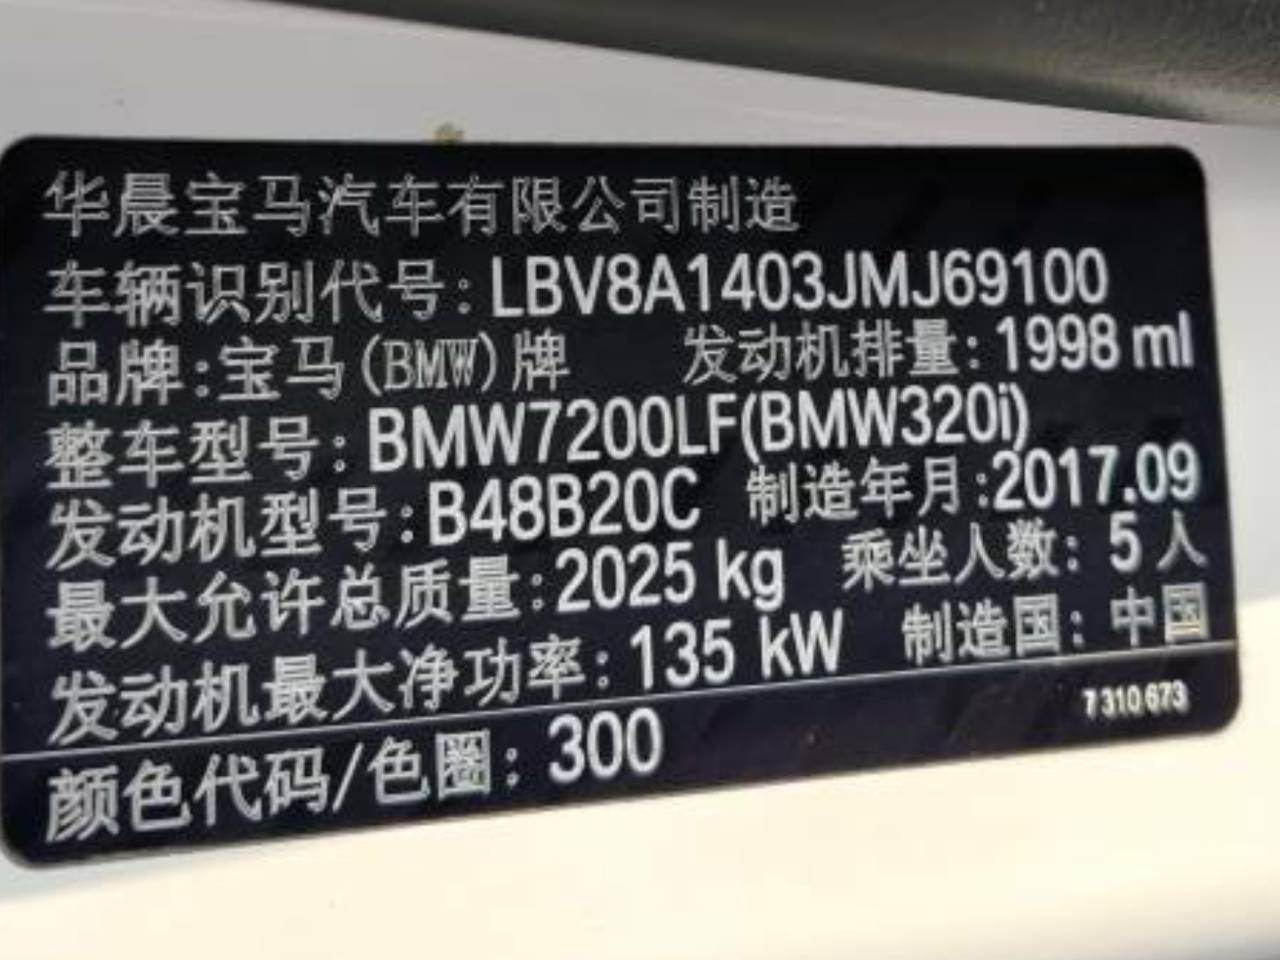 华晨宝马汽车有限公司制造
车辆识别代号：LBV8A1403JMJ69100
品牌：宝马(BMW)牌 发动机排量：1998 ml
整车型号：BMW7200LF(BMW320i)
发动机型号：B48B20C 制造年月：2017.09
最大允许总质量：2025 kg 乘坐人数：5 人
发动机最大净功率：135 kW 制造国：中国
7 310 673
颜色代码/色圈：300